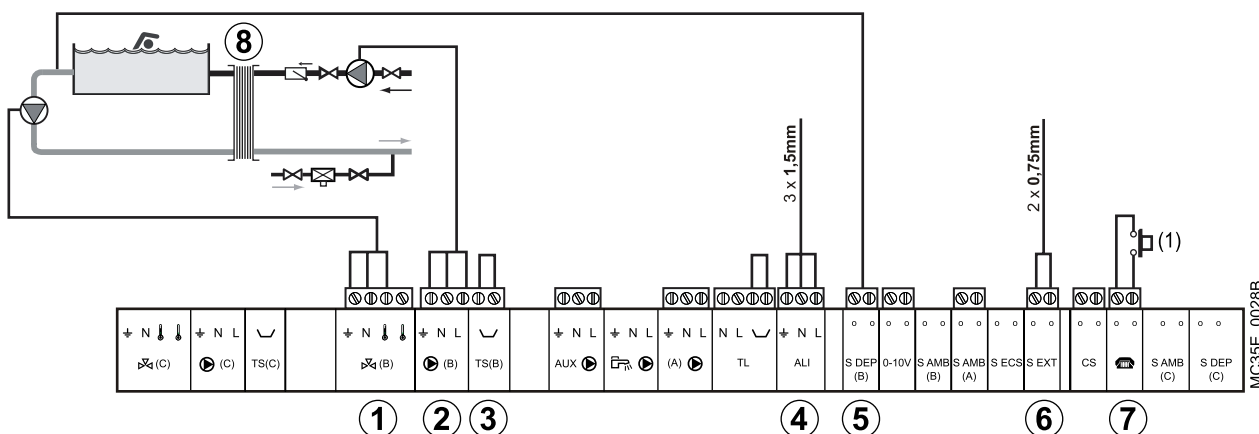 8
3 x 1,5mm
2 x 0,75mm
(1)
⏚ N
⏚ N L
⏚ N
⏚ N L
⏚ N L
⏚ N L
⏚ N L
N L
⏚ N L
(C)
(C)
TS(C)
(B)
(B)
TS(B)
AUX
(A)
TL
ALI
S DEP
(B)
0-10V
S AMB
(B)
S AMB
(A)
S ECS
S EXT
CS
S AMB
(C)
S DEP
(C)
1
2
3
4
5
6
7
MC35E_00028B